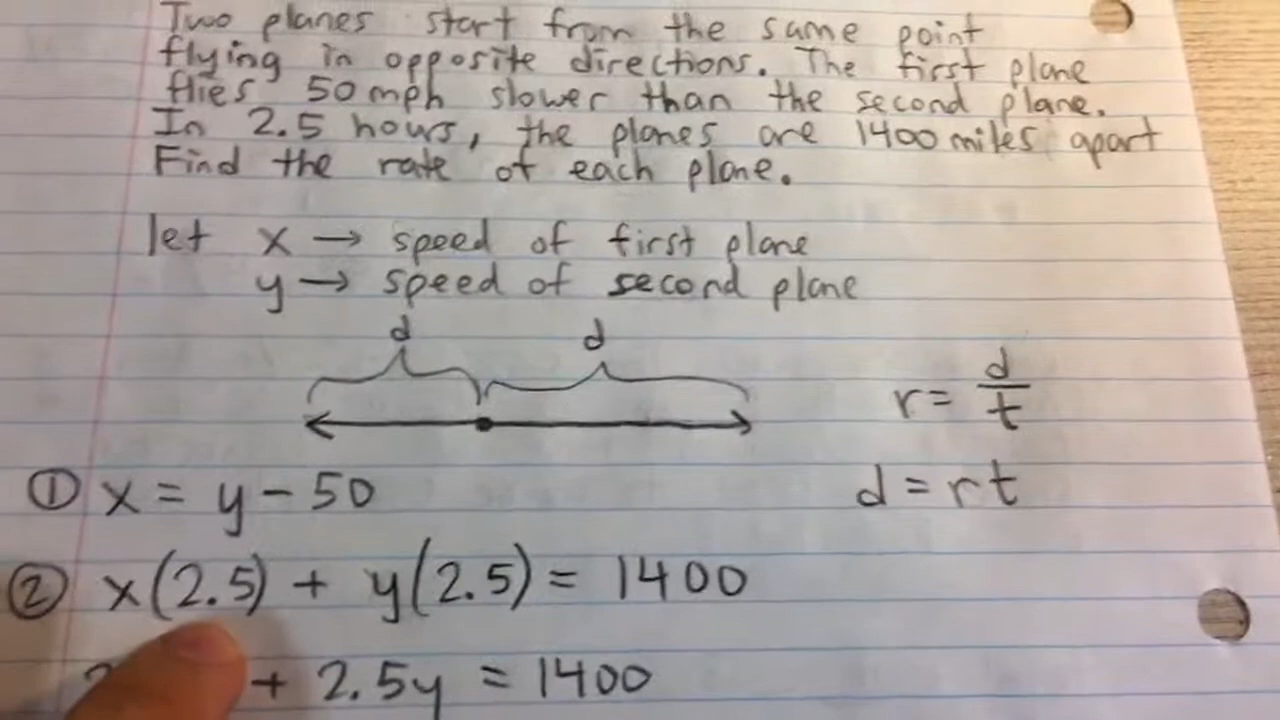 Two planes start from the same point
flying in opposite directions. The first plane
flies 50 mph slower than the second plane.
In 2.5 hours, the planes are 1400 miles apart
Find the rate of each plane.
let x → speed of first plane
y → speed of second plane
d d
r = d/t
① x = y - 50
d = rt
② x(2.5) + y(2.5) = 1400
+ 2.5y = 1400